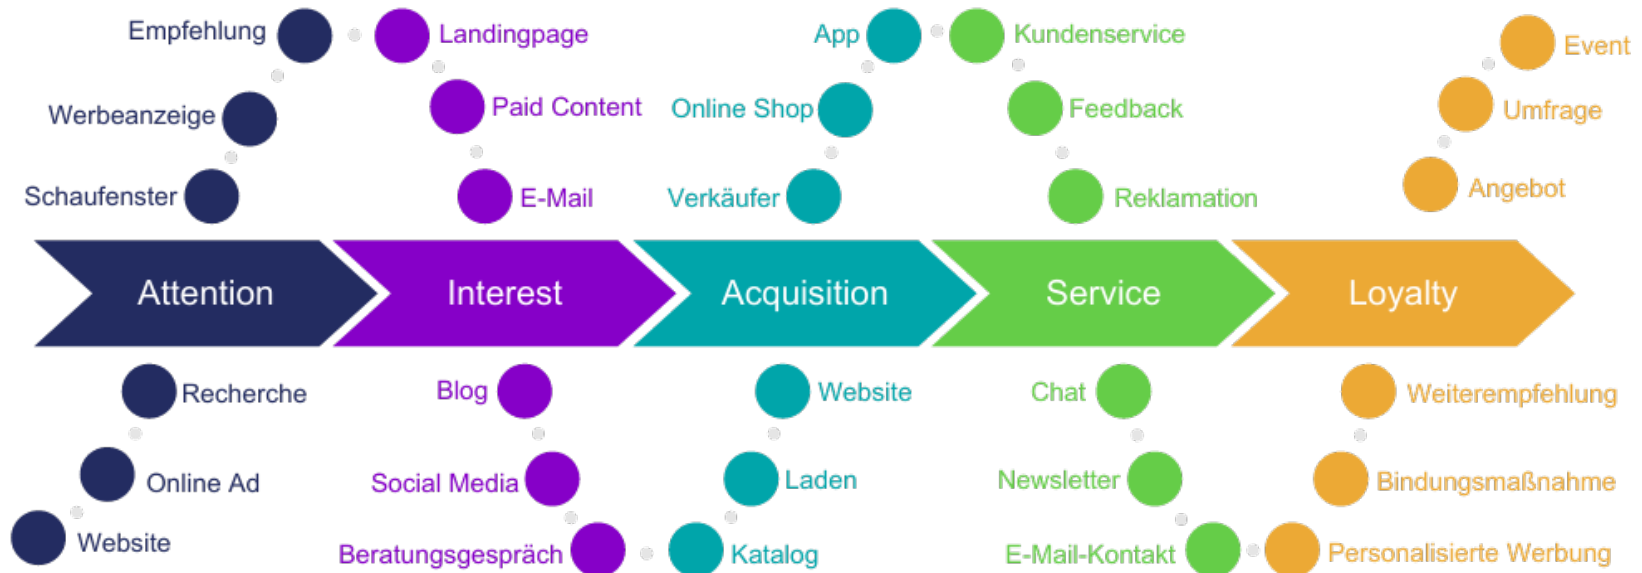 Empfehlung
Landingpage
App
Kundenservice
Event
Werbeanzeige
Paid Content
Online Shop
Feedback
Umfrage
Schaufenster
E-Mail
Verkäufer
Reklamation
Angebot
Attention
Interest
Acquisition
Service
Loyalty
Recherche
Blog
Website
Chat
Weiterempfehlung
Online Ad
Social Media
Laden
Newsletter
Bindungsmaßnahme
Website
Beratungsgespräch
Katalog
E-Mail-Kontakt
Personalisierte Werbung